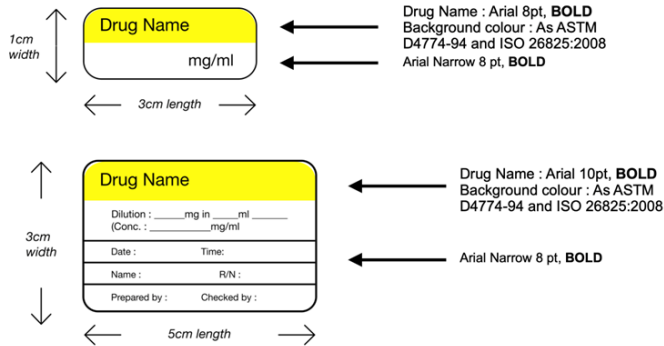 Drug Name
mg/ml
1cm
width
3cm length
Drug Name : Arial 8pt, BOLD
Background colour : As ASTM
D4774-94 and ISO 26825:2008
Arial Narrow 8 pt, BOLD
Drug Name
Dilution : ______mg in _____ml _______
(Conc. : ____________mg/ml
Date : Time:
Name : R/N :
Prepared by : Checked by :
3cm
width
5cm length
Drug Name : Arial 10pt, BOLD
Background colour : As ASTM
D4774-94 and ISO 26825:2008
Arial Narrow 8 pt, BOLD